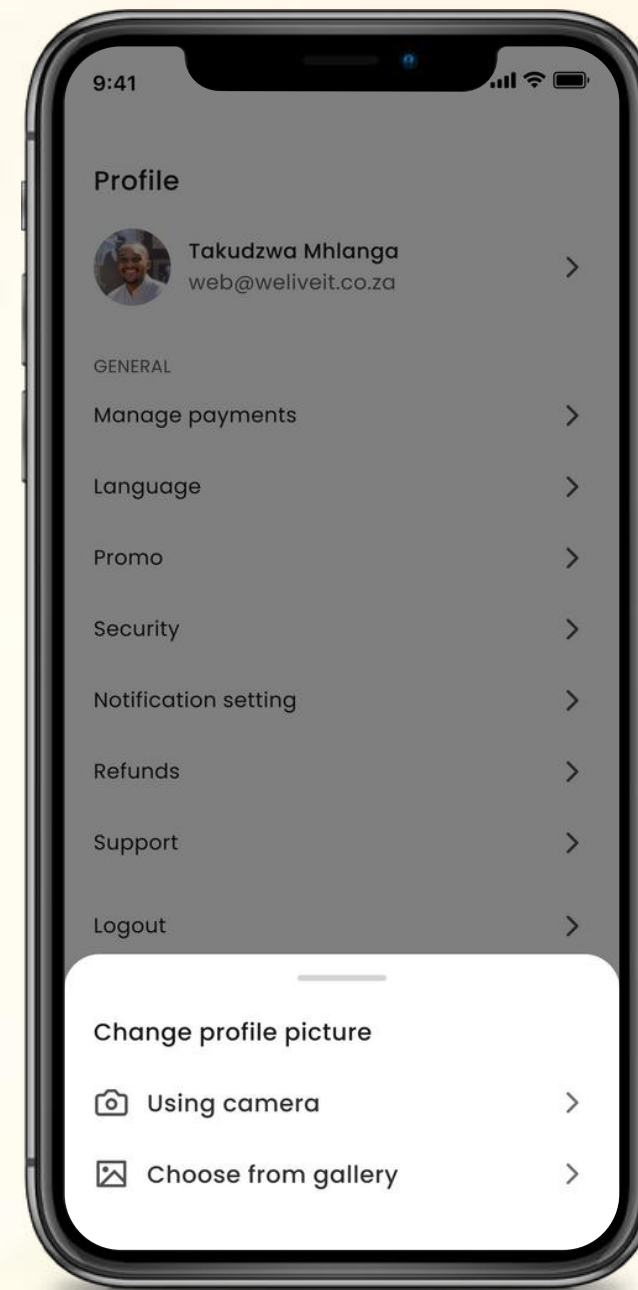 9:41
Profile
Takudzwa Mhlanga
web@weliveit.co.za
GENERAL
Manage payments
Language
Promo
Security
Notification setting
Refunds
Support
Logout
Change profile picture
Using camera
Choose from gallery